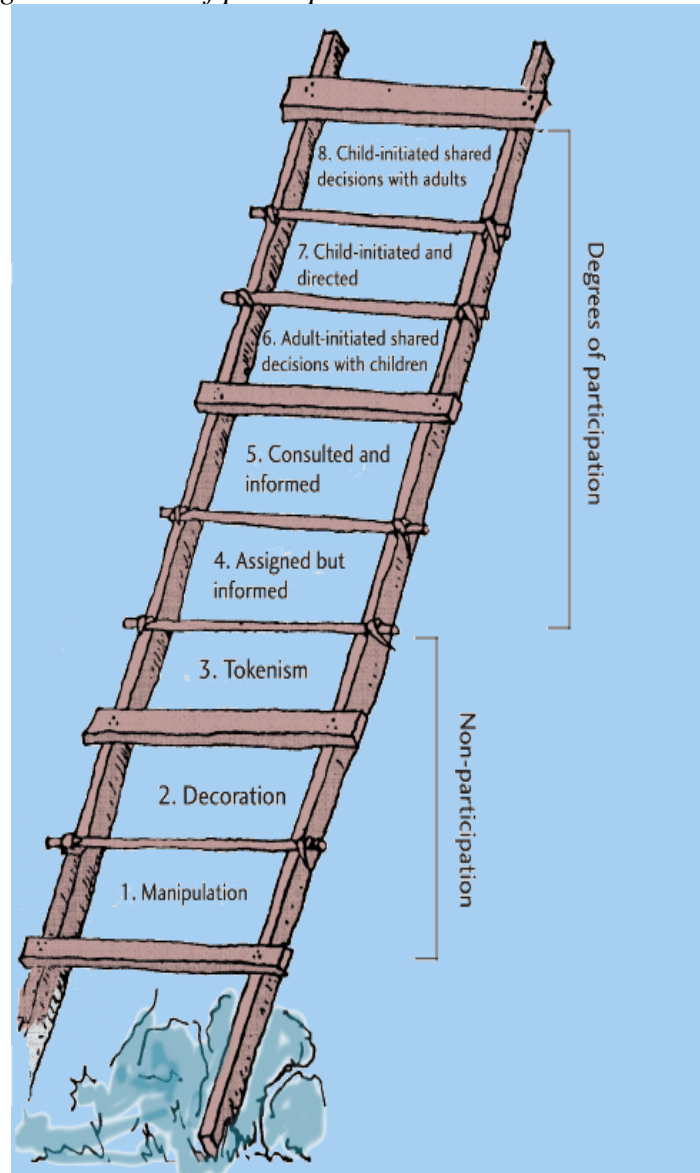 8. Child-initiated shared
decisions with adults
7. Child-initiated and
directed
6. Adult-initiated shared
decisions with children
5. Consulted and
informed
4. Assigned but
informed
3. Tokenism
2. Decoration
1. Manipulation
Degrees of participation
Non-participation